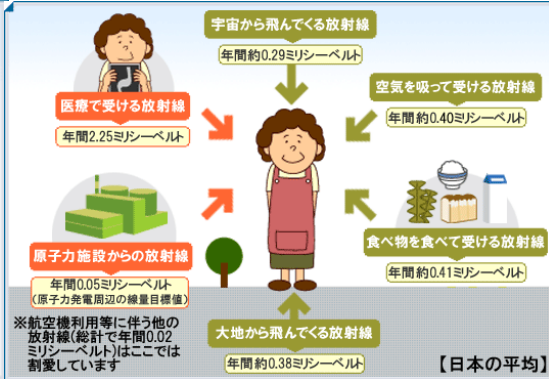 宇宙から飛んでくる放射線
年間約0.29ミリシーベルト
医療で受ける放射線
年間2.25ミリシーベルト
空気を吸って受ける放射線
年間約0.40ミリシーベルト
原子力施設からの放射線
年間0.05ミリシーベルト
(原子力発電周辺の線量目標値)
食べ物を食べて受ける放射線
年間約0.41ミリシーベルト
※航空機利用等に伴う他の
放射線(総計で年間0.02
ミリシーベルト)はここでは
割愛しています
大地から飛んでくる放射線
年間約0.38ミリシーベルト
【日本の平均】